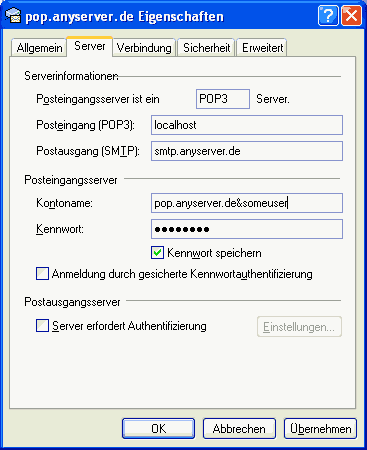 pop.anyserver.de Eigenschaften
Allgemein Server Verbindung Sicherheit Erweitert
Serverinformationen
Posteingangsserver ist ein POP3 Server.
Posteingang (POP3): localhost
Postausgang (SMTP): smtp.anyserver.de
Posteingangsserver
Kontoname: pop.anyserver.de&someuser
Kennwort: ●●●●●●●●
Kennwort speichern
Anmeldung durch gesicherte Kennwortauthentifizierung
Postausgangsserver
Server erfordert Authentifizierung Einstellungen...
OK Abbrechen Übernehmen